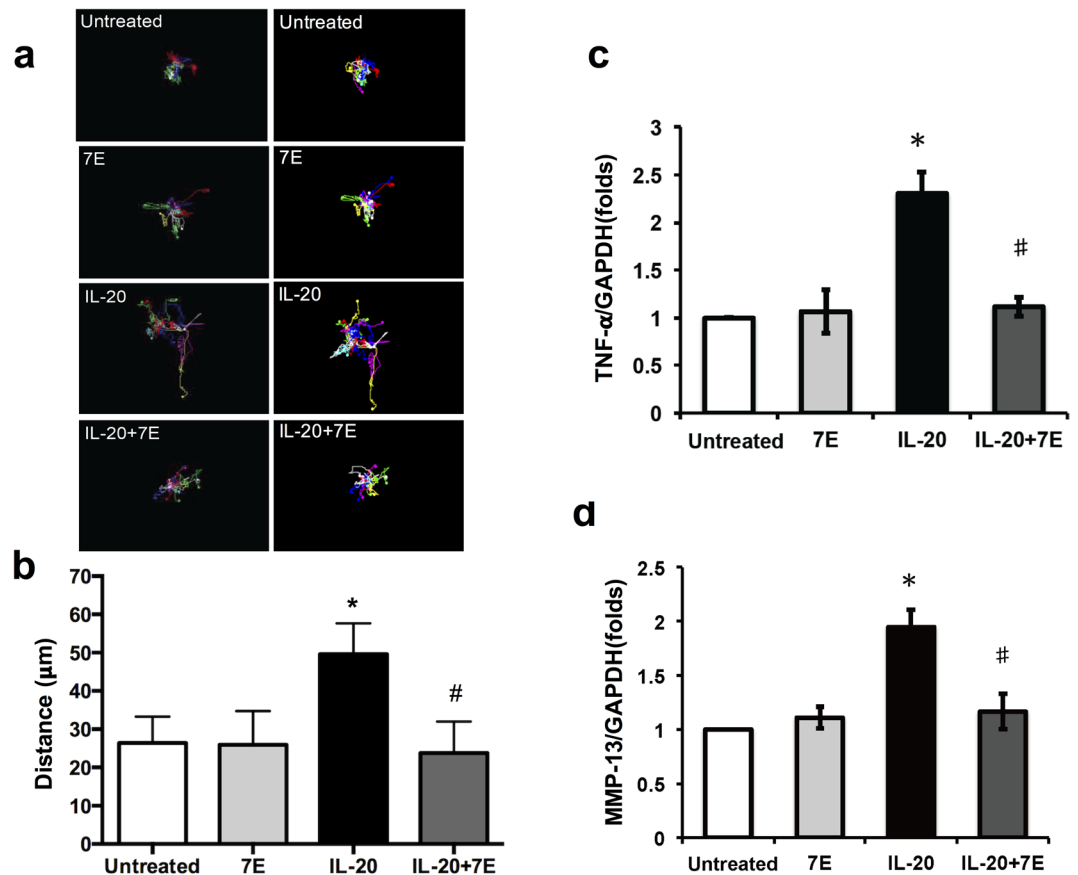 a
Untreated
Untreated
7E
7E
IL-20
IL-20
IL-20+7E
IL-20+7E
b
70
60
50
40
30
20
10
0
Distance (µm)
*
#
Untreated
7E
IL-20
IL-20+7E
c
3
2.5
2
1.5
1
0.5
0
TNF-α/GAPDH(folds)
*
#
Untreated
7E
IL-20
IL-20+7E
d
2.5
2
1.5
1
0.5
0
MMP-13/GAPDH(folds)
*
#
Untreated
7E
IL-20
IL-20+7E